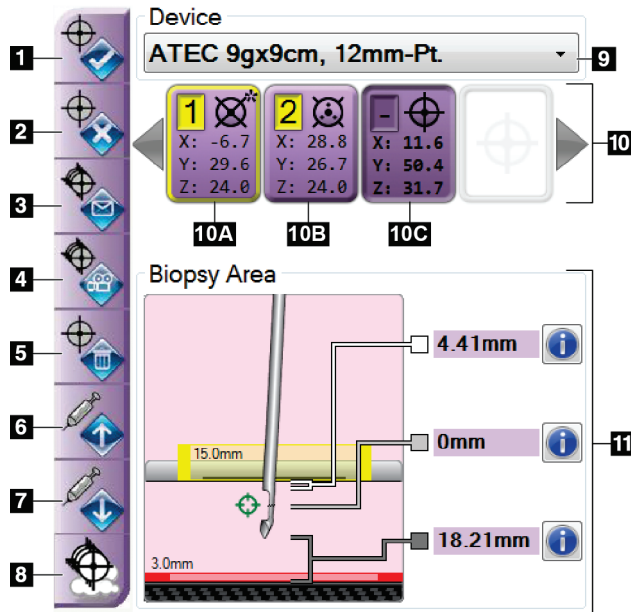 Device
1
ATEC 9gx9cm, 12mm-Pt.
9
2
1
X: -6.7
Y: 29.6
Z: 24.0
2
X: 28.8
Y: 26.7
Z: 24.0
-
X: 11.6
Y: 50.4
Z: 31.7
10
3
10A
10B
10C
4
Biopsy Area
5
4.41mm
6
15.0mm
0mm
11
7
18.21mm
8
3.0mm